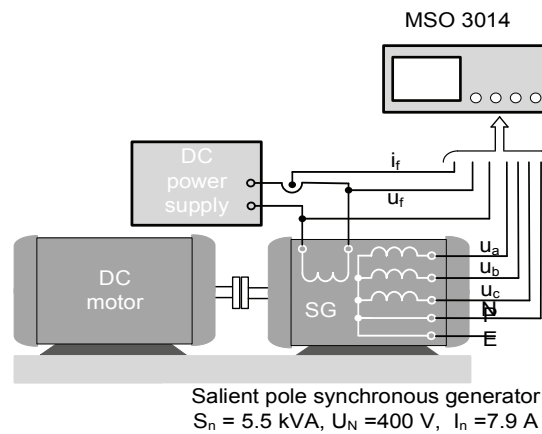 MSO 3014
DC
power
supply
i_f
u_f
DC
motor
SG
u_a
u_b
u_c
N
E
Salient pole synchronous generator
S_n = 5.5 kVA, U_N =400 V, I_n =7.9 A